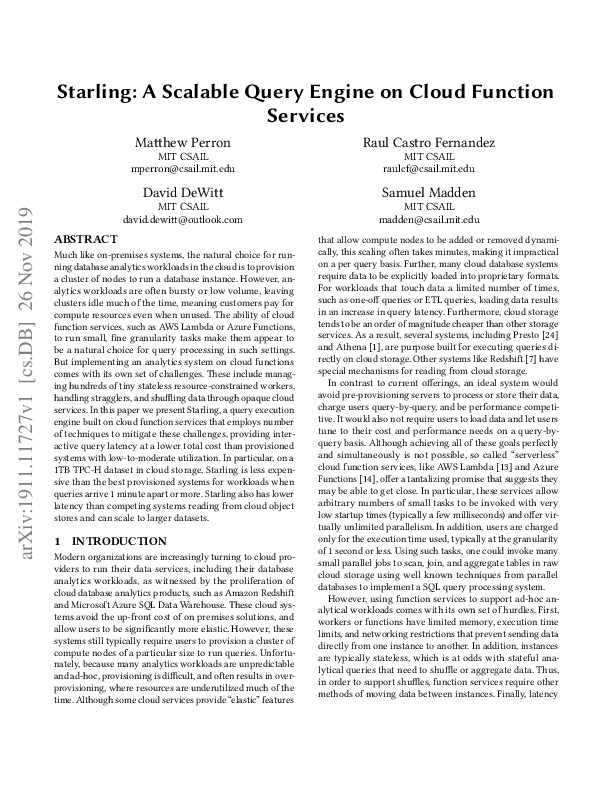 Starling: A Scalable Query Engine on Cloud Function
Services
Matthew Perron
MIT CSAIL
mperron@csail.mit.edu
Raul Castro Fernandez
MIT CSAIL
raulcf@csail.mit.edu
David DeWitt
MIT CSAIL
david.dewitt@outlook.com
Samuel Madden
MIT CSAIL
madden@csail.mit.edu
arXiv:1911.11727v1 [cs.DB] 26 Nov 2019
ABSTRACT
Much like on-premises systems, the natural choice for run-
ning database analytics workloads in the cloud is to provision
a cluster of nodes to run a database instance. However, an-
alytics workloads are often bursty or low volume, leaving
clusters idle much of the time, meaning customers pay for
compute resources even when unused. The ability of cloud
function services, such as AWS Lambda or Azure Functions,
to run small, fine granularity tasks make them appear to
be a natural choice for query processing in such settings.
But implementing an analytics system on cloud functions
comes with its own set of challenges. These include manag-
ing hundreds of tiny stateless resource-constrained workers,
handling stragglers, and shuffling data through opaque cloud
services. In this paper we present Starling, a query execution
engine built on cloud function services that employs number
of techniques to mitigate these challenges, providing inter-
active query latency at a lower total cost than provisioned
systems with low-to-moderate utilization. In particular, on a
1TB TPC-H dataset in cloud storage, Starling is less expen-
sive than the best provisioned systems for workloads when
queries arrive 1 minute apart or more. Starling also has lower
latency than competing systems reading from cloud object
stores and can scale to larger datasets.
1 INTRODUCTION
Modern organizations are increasingly turning to cloud pro-
viders to run their data services, including their database
analytics workloads, as witnessed by the proliferation of
cloud database analytics products, such as Amazon Redshift
and Microsoft Azure SQL Data Warehouse. These cloud sys-
tems avoid the up-front cost of on premises solutions, and
allow users to be significantly more elastic. However, these
systems still typically require users to provision a cluster of
compute nodes of a particular size to run queries. Unfortu-
nately, because many analytics workloads are unpredictable
and ad-hoc, provisioning is difficult, and often results in over-
provisioning, where resources are underutilized much of the
time. Although some cloud services provide “elastic” features
that allow compute nodes to be added or removed dynami-
cally, this scaling often takes minutes, making it impractical
on a per query basis. Further, many cloud database systems
require data to be explicitly loaded into proprietary formats.
For workloads that touch data a limited number of times,
such as one-off queries or ETL queries, loading data results
in an increase in query latency. Furthermore, cloud storage
tends to be an order of magnitude cheaper than other storage
services. As a result, several systems, including Presto [24]
and Athena [1], are purpose built for executing queries di-
rectly on cloud storage. Other systems like Redshift [7] have
special mechanisms for reading from cloud storage.
In contrast to current offerings, an ideal system would
avoid pre-provisioning servers to process or store their data,
charge users query-by-query, and be performance competi-
tive. It would also not require users to load data and let users
tune to their cost and performance needs on a query-by-
query basis. Although achieving all of these goals perfectly
and simultaneously is not possible, so called “serverless”
cloud function services, like AWS Lambda [13] and Azure
Functions [14], offer a tantalizing promise that suggests they
may be able to get close. In particular, these services allow
arbitrary numbers of small tasks to be invoked with very
low startup times (typically a few milliseconds) and offer vir-
tually unlimited parallelism. In addition, users are charged
only for the execution time used, typically at the granularity
of 1 second or less. Using such tasks, one could invoke many
small parallel jobs to scan, join, and aggregate tables in raw
cloud storage using well known techniques from parallel
databases to implement a SQL query processing system.
However, using function services to support ad-hoc an-
alytical workloads comes with its own set of hurdles. First,
workers or functions have limited memory, execution time
limits, and networking restrictions that prevent sending data
directly from one instance to another. In addition, instances
are typically stateless, which is at odds with stateful ana-
lytical queries that need to shuffle or aggregate data. Thus,
in order to support shuffles, function services require other
methods of moving data between instances. Finally, latency